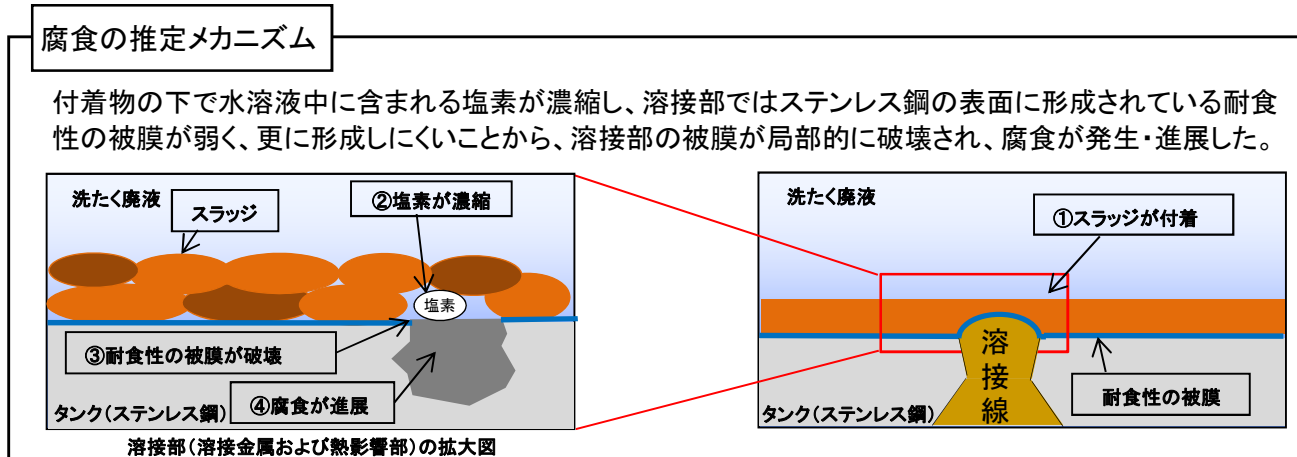 腐食の推定メカニズム
付着物の下で水溶液中に含まれる塩素が濃縮し、溶接部ではステンレス鋼の表面に形成されている耐食
性の被膜が弱く、更に形成しにくいことから、溶接部の被膜が局部的に破壊され、腐食が発生・進展した。
洗たく廃液
スラッジ
②塩素が濃縮
塩素
③耐食性の被膜が破壊
④腐食が進展
タンク(ステンレス鋼)
溶接部(溶接金属および熱影響部)の拡大図
洗たく廃液
①スラッジが付着
溶接線
耐食性の被膜
タンク(ステンレス鋼)